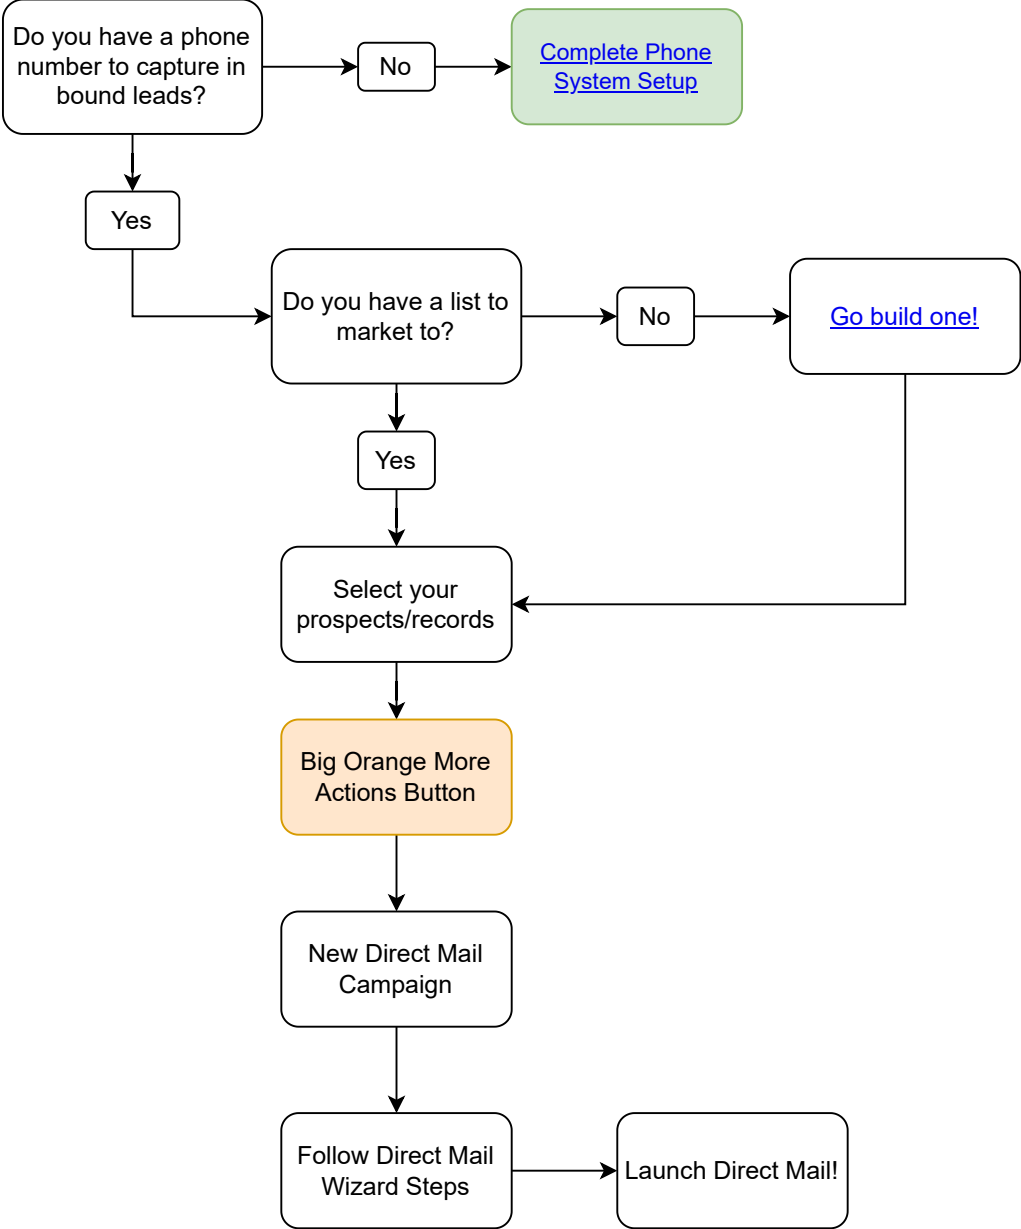 Do you have a phone
number to capture in
bound leads?
No
Complete Phone
System Setup
Yes
Do you have a list to
market to?
No
Go build one!
Yes
Select your
prospects/records
Big Orange More
Actions Button
New Direct Mail
Campaign
Follow Direct Mail
Wizard Steps
Launch Direct Mail!